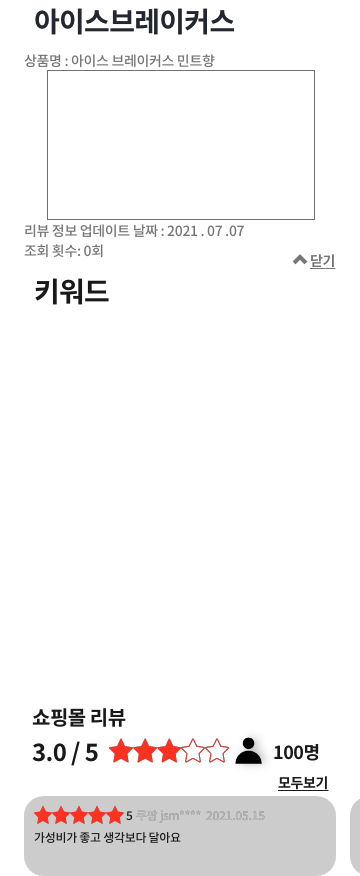 아이스브레이커스
상품명 : 아이스 브레이커스 민트향
리뷰 정보 업데이트 날짜 : 2021 . 07 .07
조회 횟수: 0회
닫기
키워드
쇼핑몰 리뷰
3.0 / 5
100명
모두보기
5 쿠팡 jsm**** 2021.05.15
가성비가 좋고 생각보다 달아요